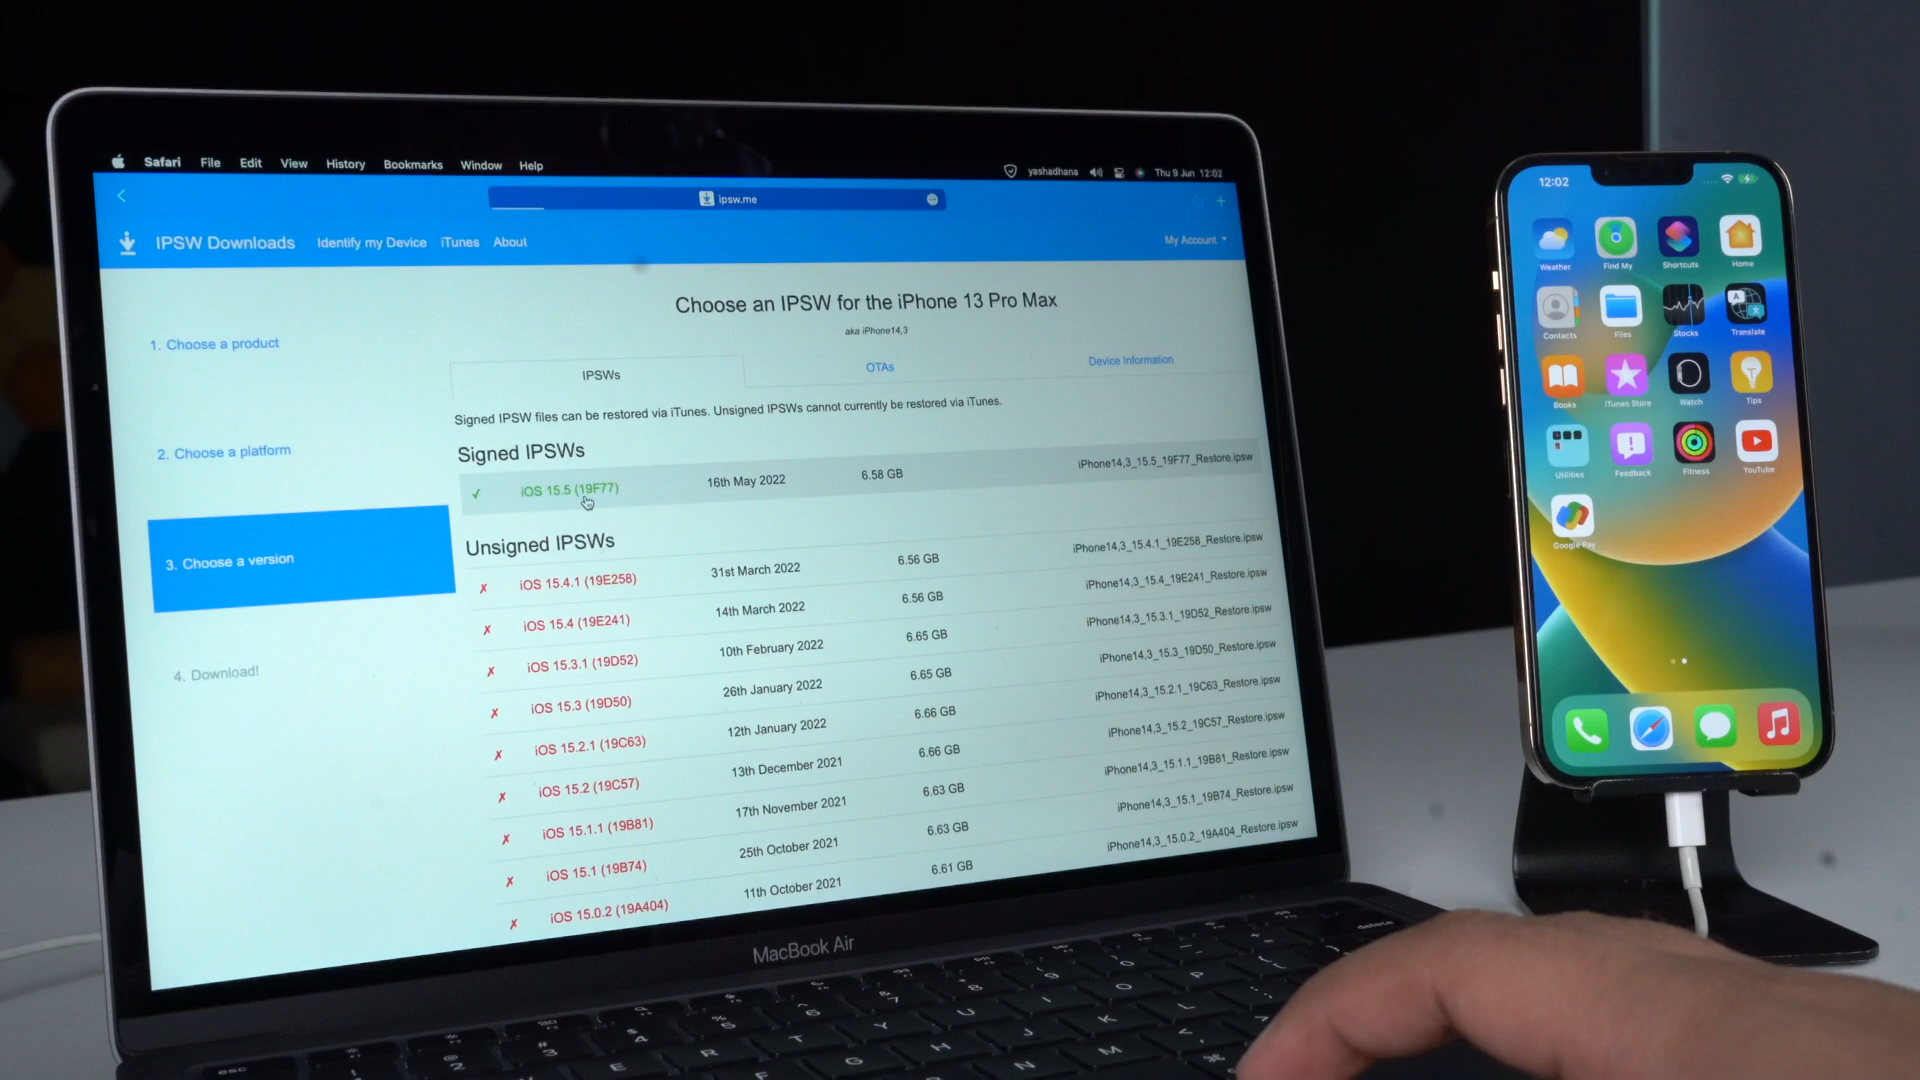 Safari File Edit View History Bookmarks Window Help
yashadhana Thu 9 Jun 12:02
ipsw.me
IPSW Downloads Identify my Device iTunes About
My Account
Choose an IPSW for the iPhone 13 Pro Max
aka iPhone14,3
1. Choose a product
2. Choose a platform
3. Choose a version
4. Download!
IPSWs OTAs Device Information
Signed IPSW files can be restored via iTunes. Unsigned IPSWs cannot currently be restored via iTunes.
Signed IPSWs
✓ iOS 15.5 (19F77) 16th May 2022 6.58 GB iPhone14,3_15.5_19F77_Restore.ipsw
Unsigned IPSWs
✗ iOS 15.4.1 (19E258) 31st March 2022 6.56 GB iPhone14,3_15.4.1_19E258_Restore.ipsw
✗ iOS 15.4 (19E241) 14th March 2022 6.56 GB iPhone14,3_15.4_19E241_Restore.ipsw
✗ iOS 15.3.1 (19D52) 10th February 2022 6.65 GB iPhone14,3_15.3.1_19D52_Restore.ipsw
✗ iOS 15.3 (19D50) 26th January 2022 6.65 GB iPhone14,3_15.3_19D50_Restore.ipsw
✗ iOS 15.2.1 (19C63) 12th January 2022 6.66 GB iPhone14,3_15.2.1_19C63_Restore.ipsw
✗ iOS 15.2 (19C57) 13th December 2021 6.66 GB iPhone14,3_15.2_19C57_Restore.ipsw
✗ iOS 15.1.1 (19B81) 17th November 2021 6.63 GB iPhone14,3_15.1.1_19B81_Restore.ipsw
✗ iOS 15.1 (19B74) 25th October 2021 6.63 GB iPhone14,3_15.1_19B74_Restore.ipsw
✗ iOS 15.0.2 (19A404) 11th October 2021 6.61 GB iPhone14,3_15.0.2_19A404_Restore.ipsw
MacBook Air
delete
esc
E R T Y U I O P
F G H J K L
N M
12:02
Weather Find My Shortcuts Home
Contacts Files Stocks Translate
Books iTunes Store Watch Tips
Utilities Feedback Fitness YouTube
Google Pay